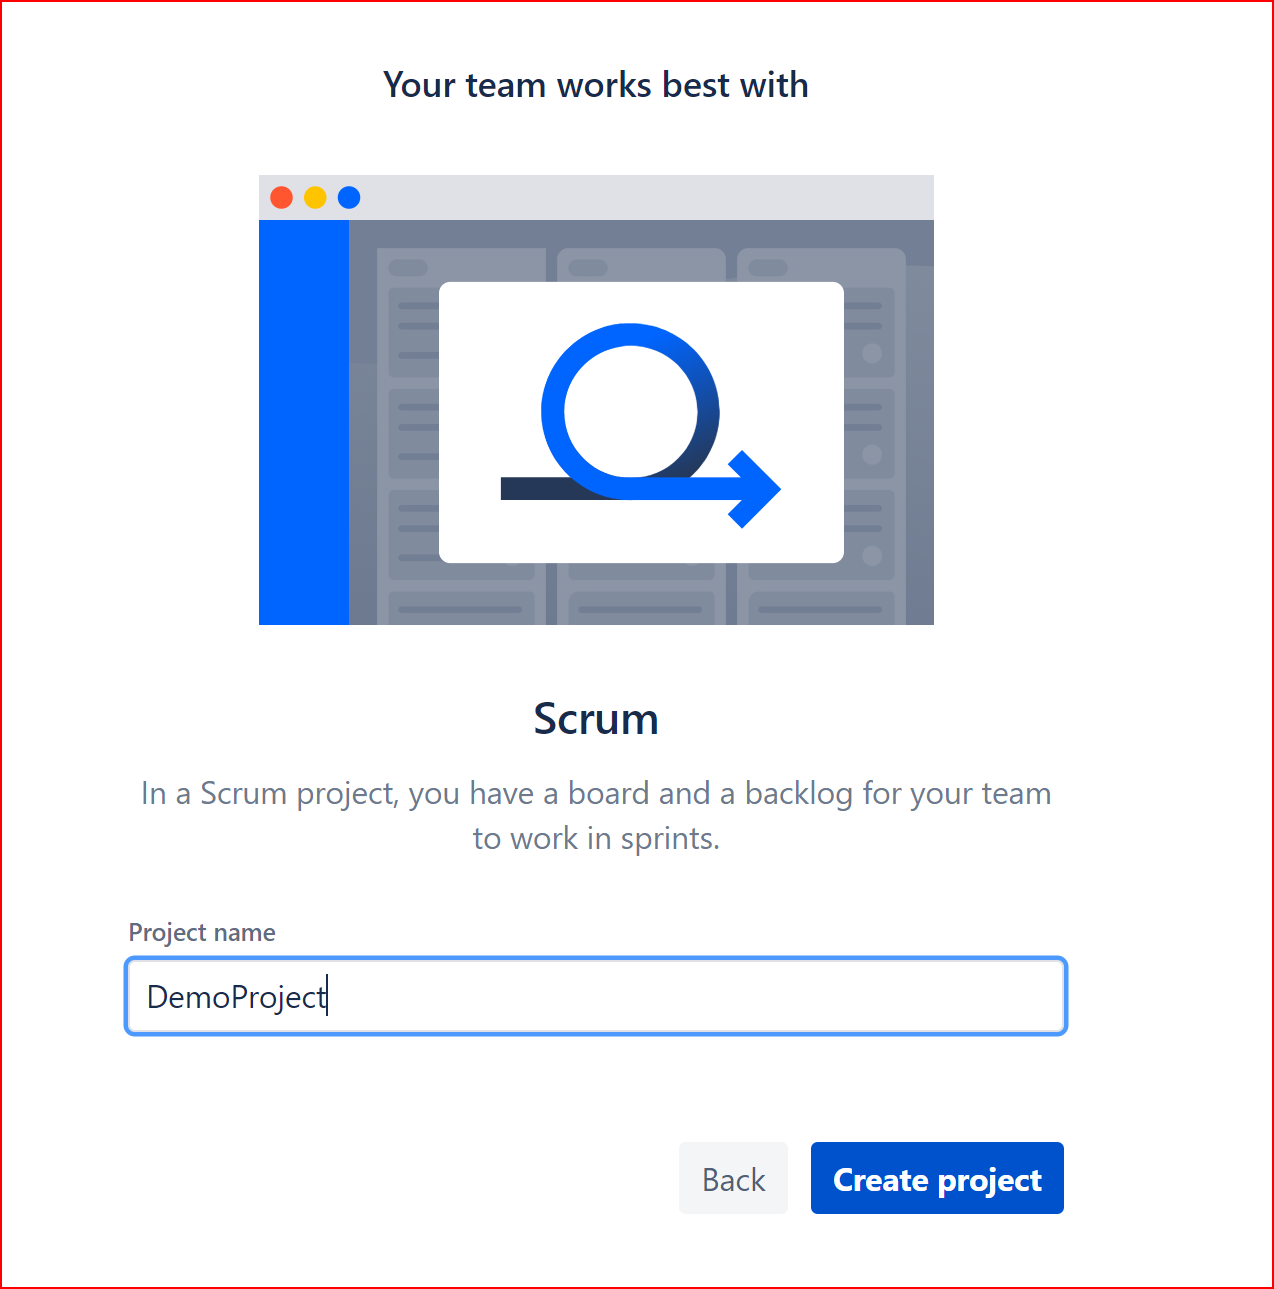 Your team works best with
Scrum
In a Scrum project, you have a board and a backlog for your team
to work in sprints.
Project name
DemoProject
Back
Create project